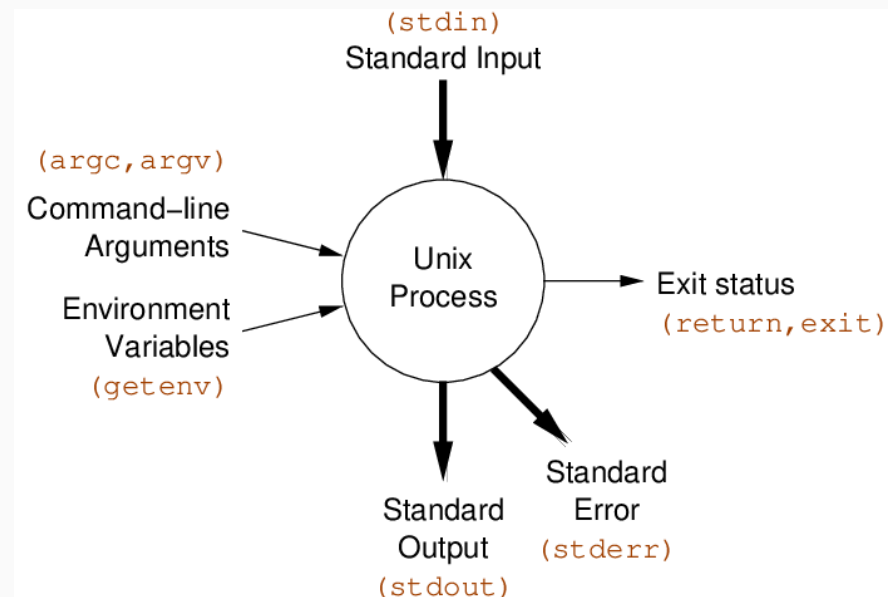 (stdin)
Standard Input
(argc,argv)
Command–line
Arguments
Environment
Variables
(getenv)
Unix
Process
Exit status
(return,exit)
Standard
Output
(stdout)
Standard
Error
(stderr)